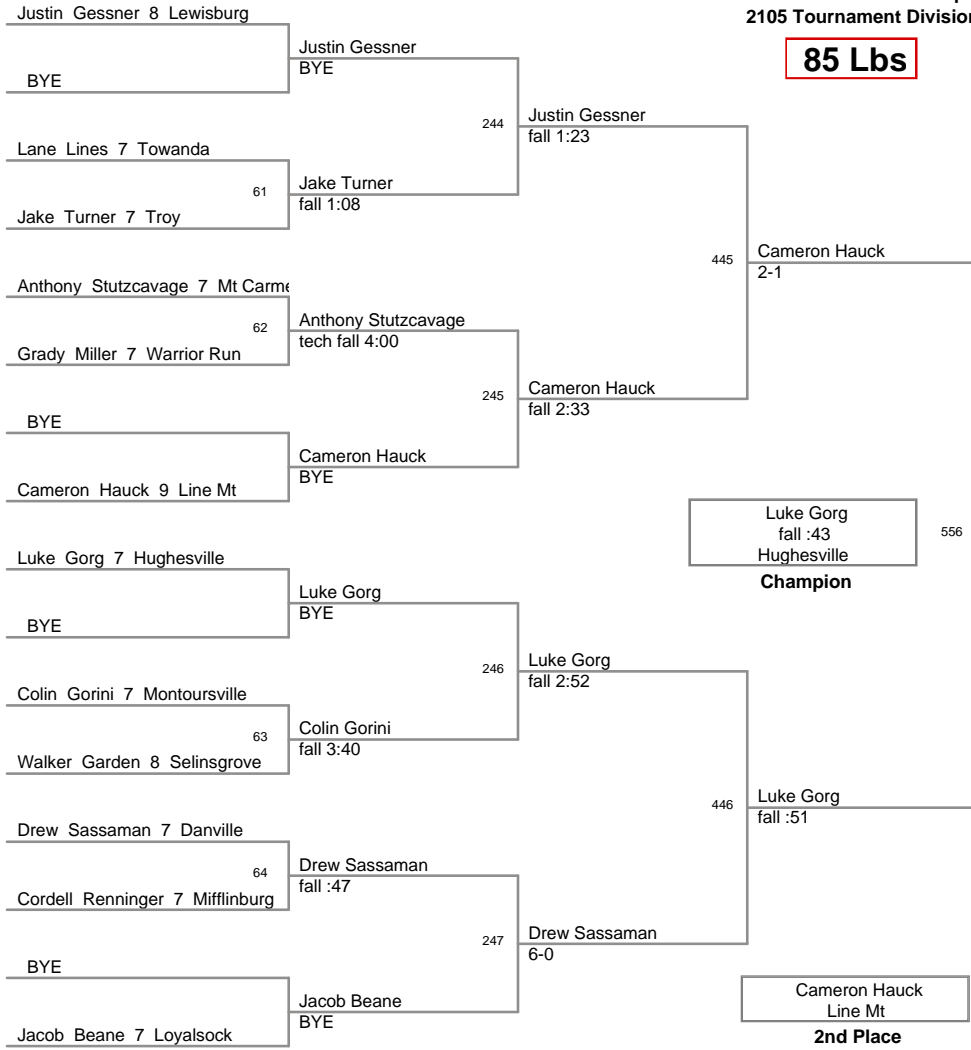 Justin Gessner 8 Lewisburg
2105 Tournament Division
85 Lbs
Justin Gessner
BYE
BYE
244
Justin Gessner
fall 1:23
Lane Lines 7 Towanda
61
Jake Turner
fall 1:08
Jake Turner 7 Troy
445
Cameron Hauck
2-1
Anthony Stutzcavage 7 Mt Carme
62
Anthony Stutzcavage
tech fall 4:00
Grady Miller 7 Warrior Run
245
Cameron Hauck
fall 2:33
BYE
Cameron Hauck
BYE
Cameron Hauck 9 Line Mt
Luke Gorg
fall :43
Hughesville
556
Champion
Luke Gorg 7 Hughesville
Luke Gorg
BYE
BYE
246
Luke Gorg
fall 2:52
Colin Gorini 7 Montoursville
63
Colin Gorini
fall 3:40
Walker Garden 8 Selinsgrove
446
Luke Gorg
fall :51
Drew Sassaman 7 Danville
64
Drew Sassaman
fall :47
Cordell Renninger 7 Mifflinburg
247
Drew Sassaman
6-0
BYE
Jacob Beane
BYE
Jacob Beane 7 Loyalsock
Cameron Hauck
Line Mt
2nd Place